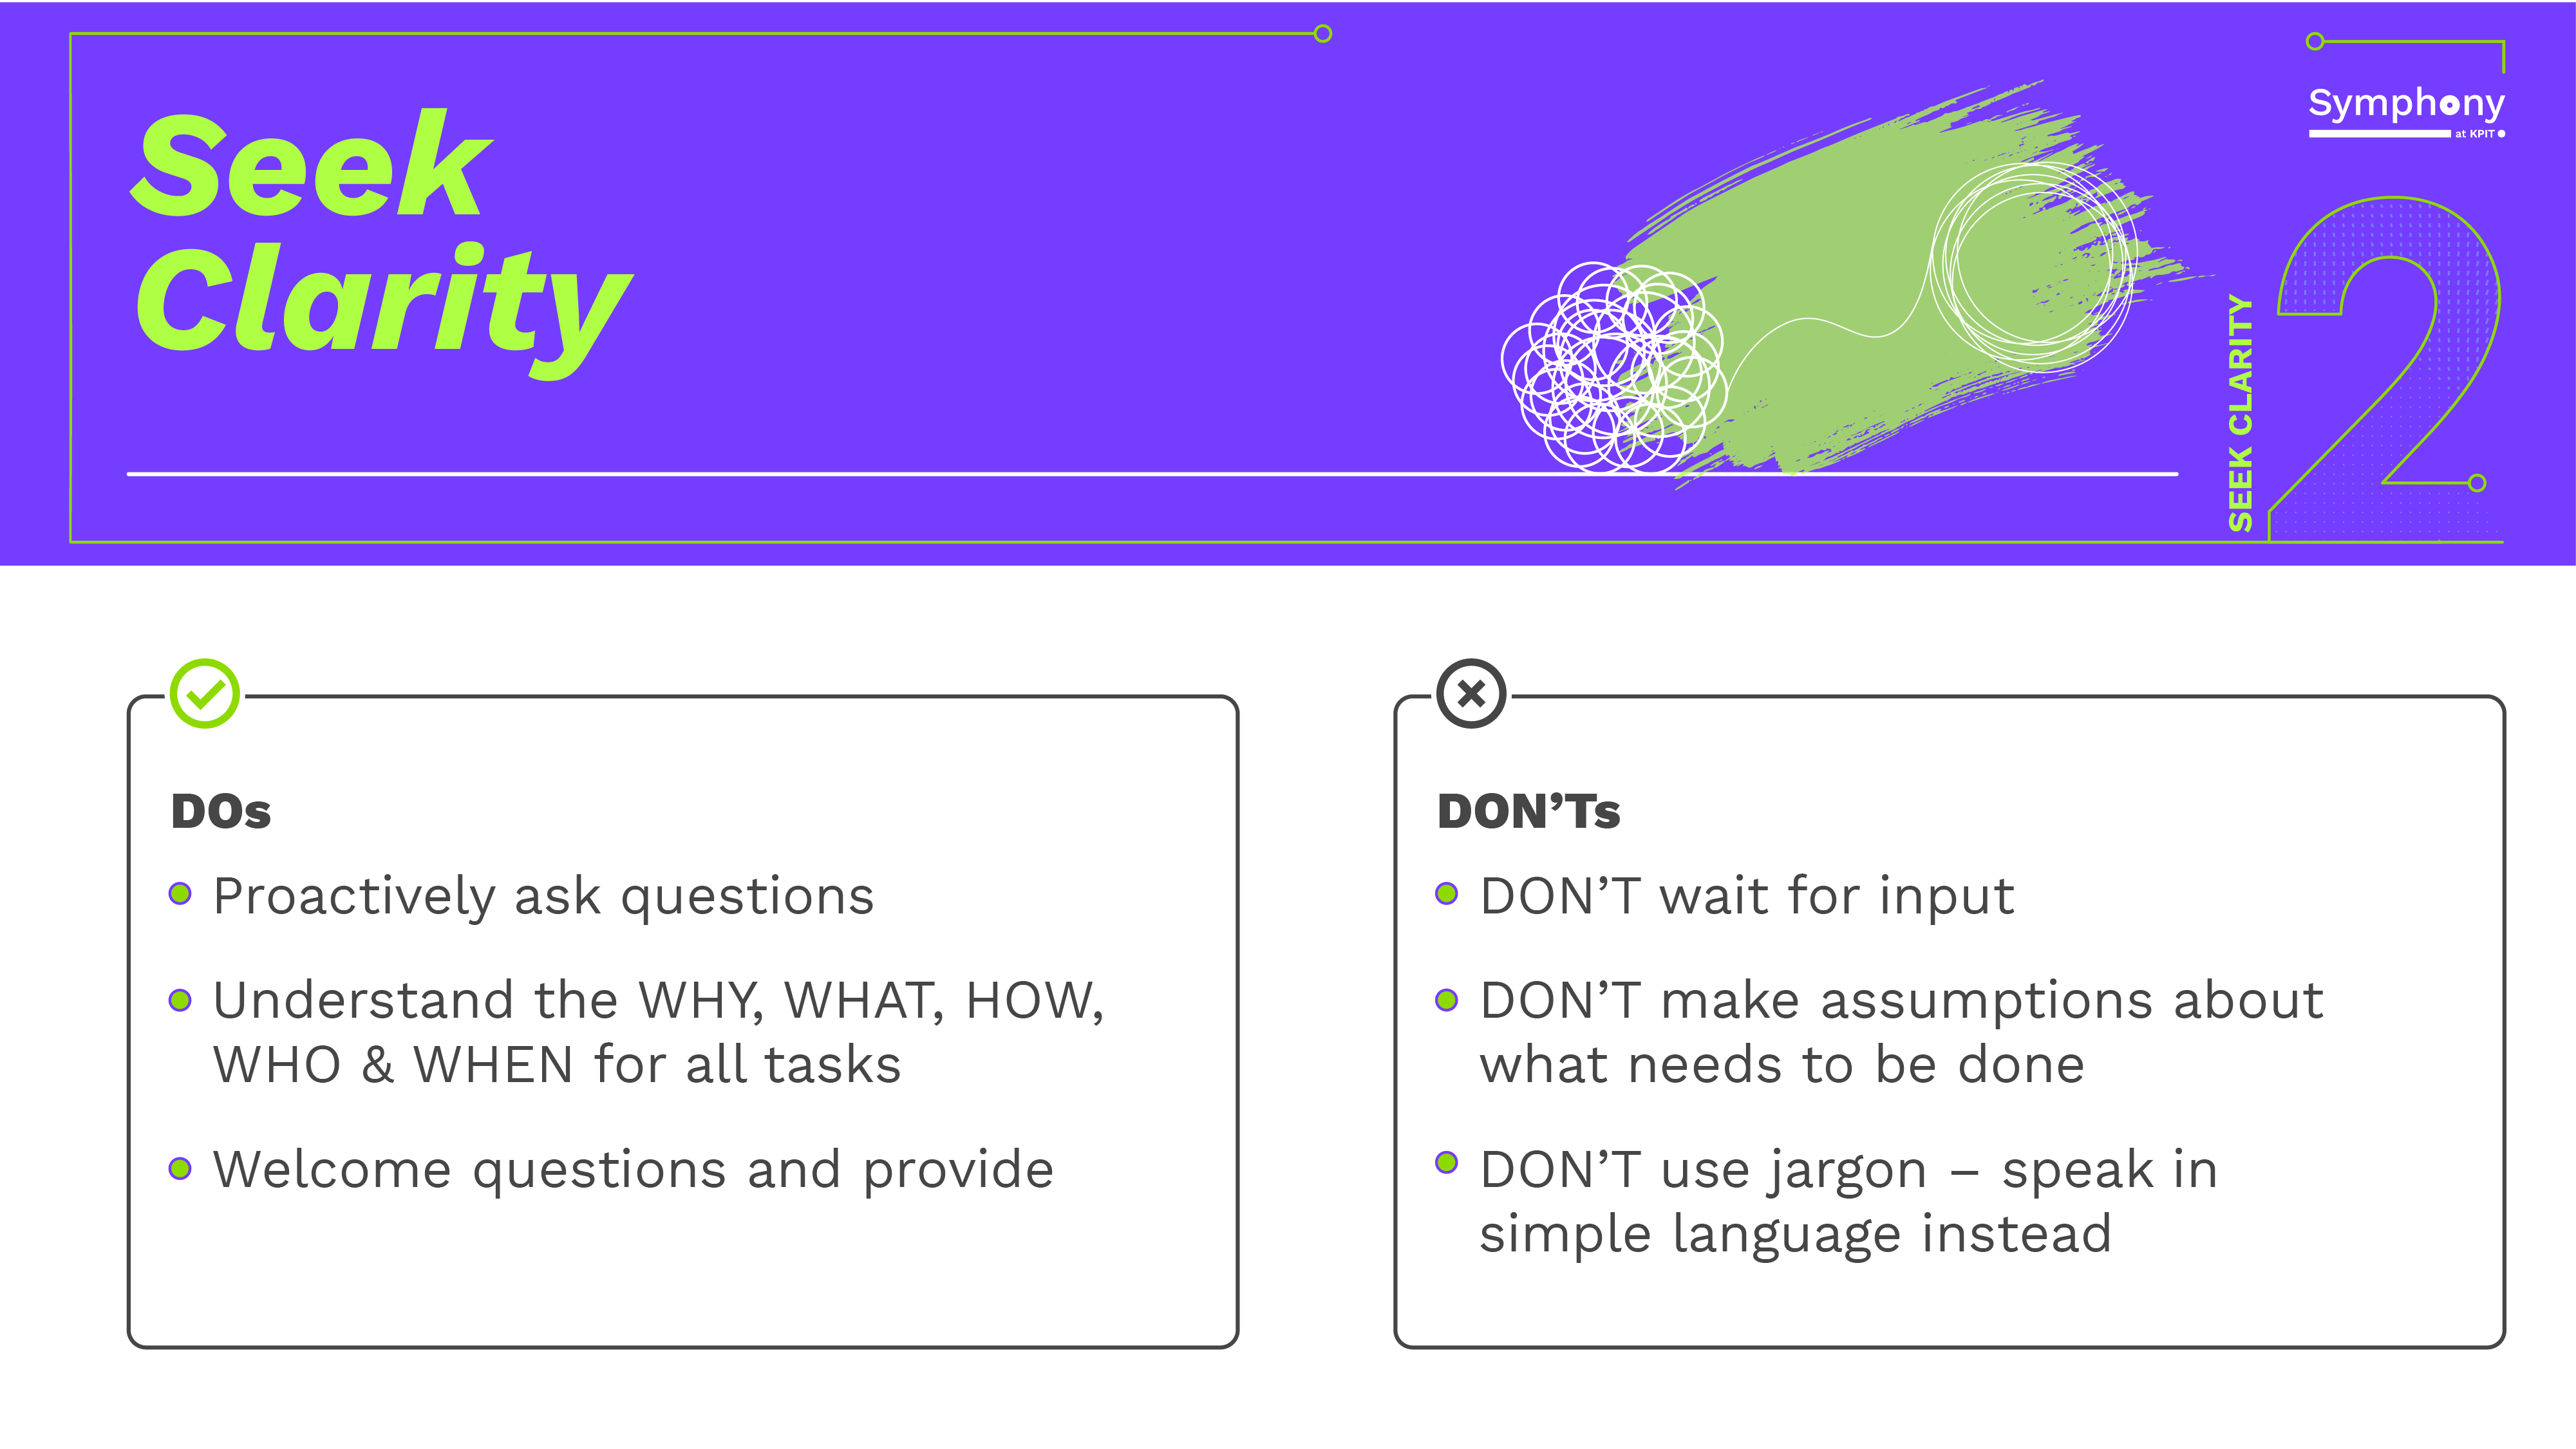 Seek
Clarity
Symphony
at KPIT
SEEK CLARITY
2
DOs
Proactively ask questions
Understand the WHY, WHAT, HOW,
WHO & WHEN for all tasks
Welcome questions and provide
DON’Ts
DON’T wait for input
DON’T make assumptions about
what needs to be done
DON’T use jargon – speak in
simple language instead